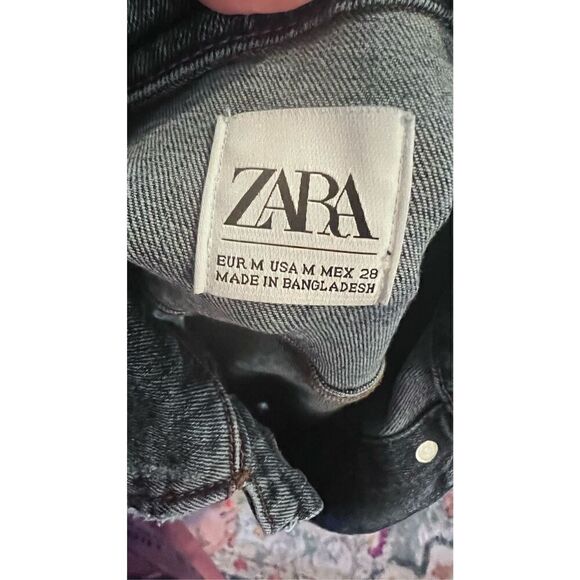 ZARA
EUR M USA M MEX 28
MADE IN BANGLADESH